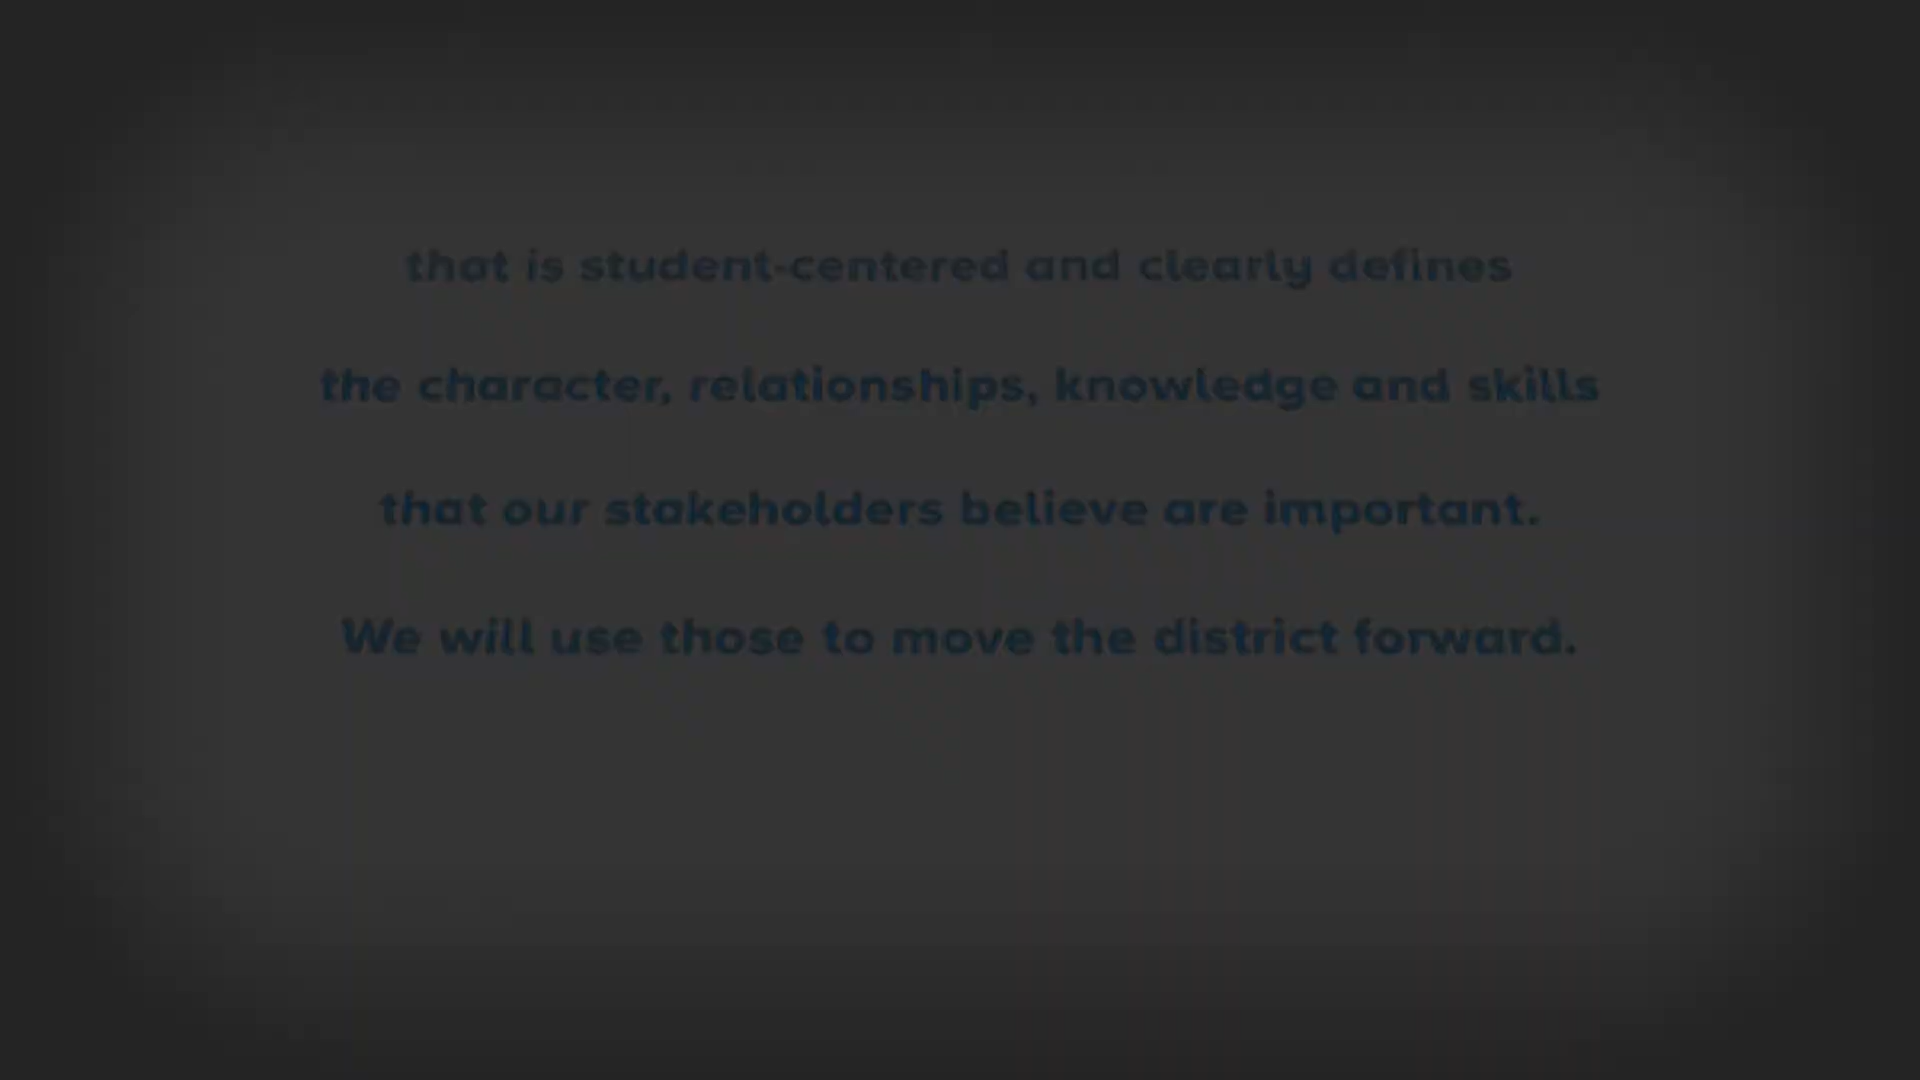 that is student-centered and clearly defines
the character, relationships, knowledge and skills
that our stakeholders believe are important.
We will use those to move the district forward.